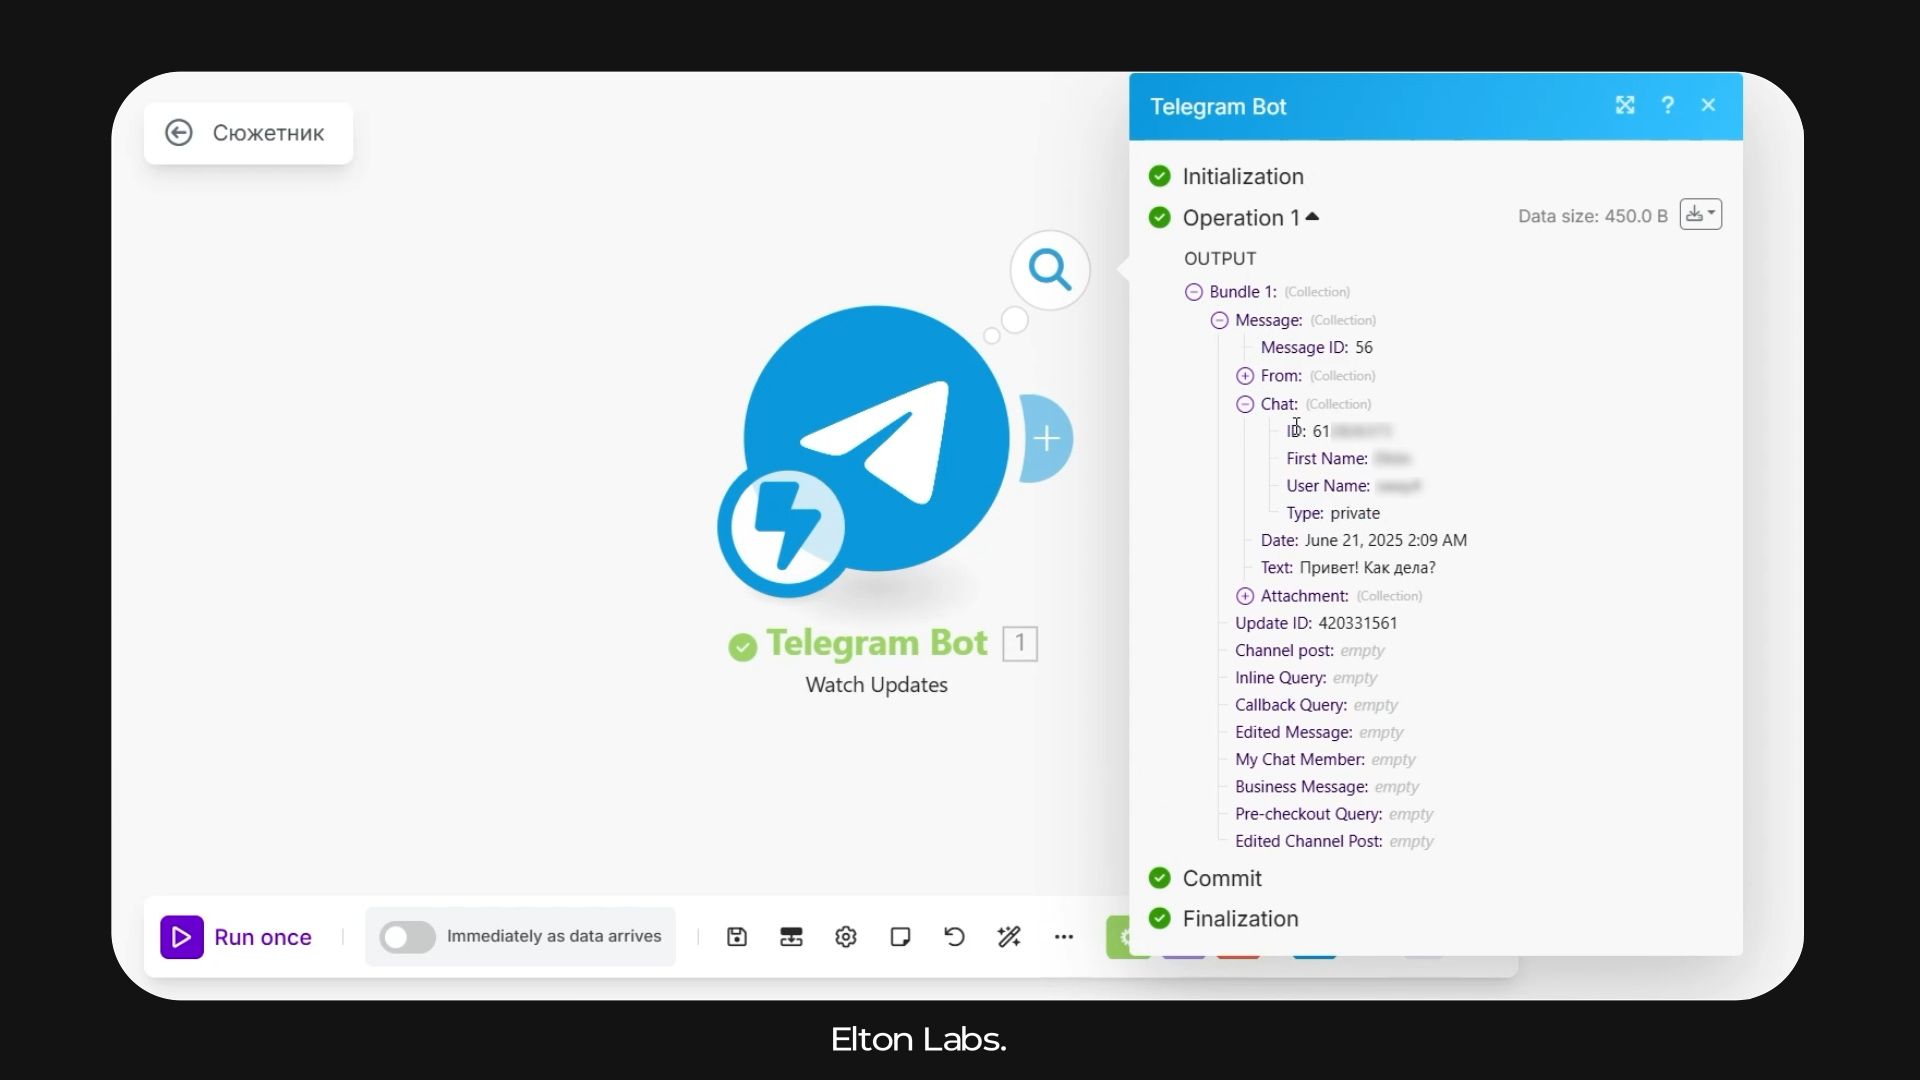 Сюжетник
Telegram Bot
?
Initialization
Operation 1
Data size: 450.0 B
OUTPUT
Bundle 1: (Collection)
Message: (Collection)
Message ID: 56
From: (Collection)
Chat: (Collection)
ID: 61
First Name:
User Name:
Type: private
Date: June 21, 2025 2:09 AM
Text: Привет! Как дела?
Attachment: (Collection)
Update ID: 420331561
Channel post: empty
Inline Query: empty
Callback Query: empty
Edited Message: empty
My Chat Member: empty
Business Message: empty
Pre-checkout Query: empty
Edited Channel Post: empty
Commit
Finalization
Telegram Bot 1
Watch Updates
Run once
Immediately as data arrives
Elton Labs.